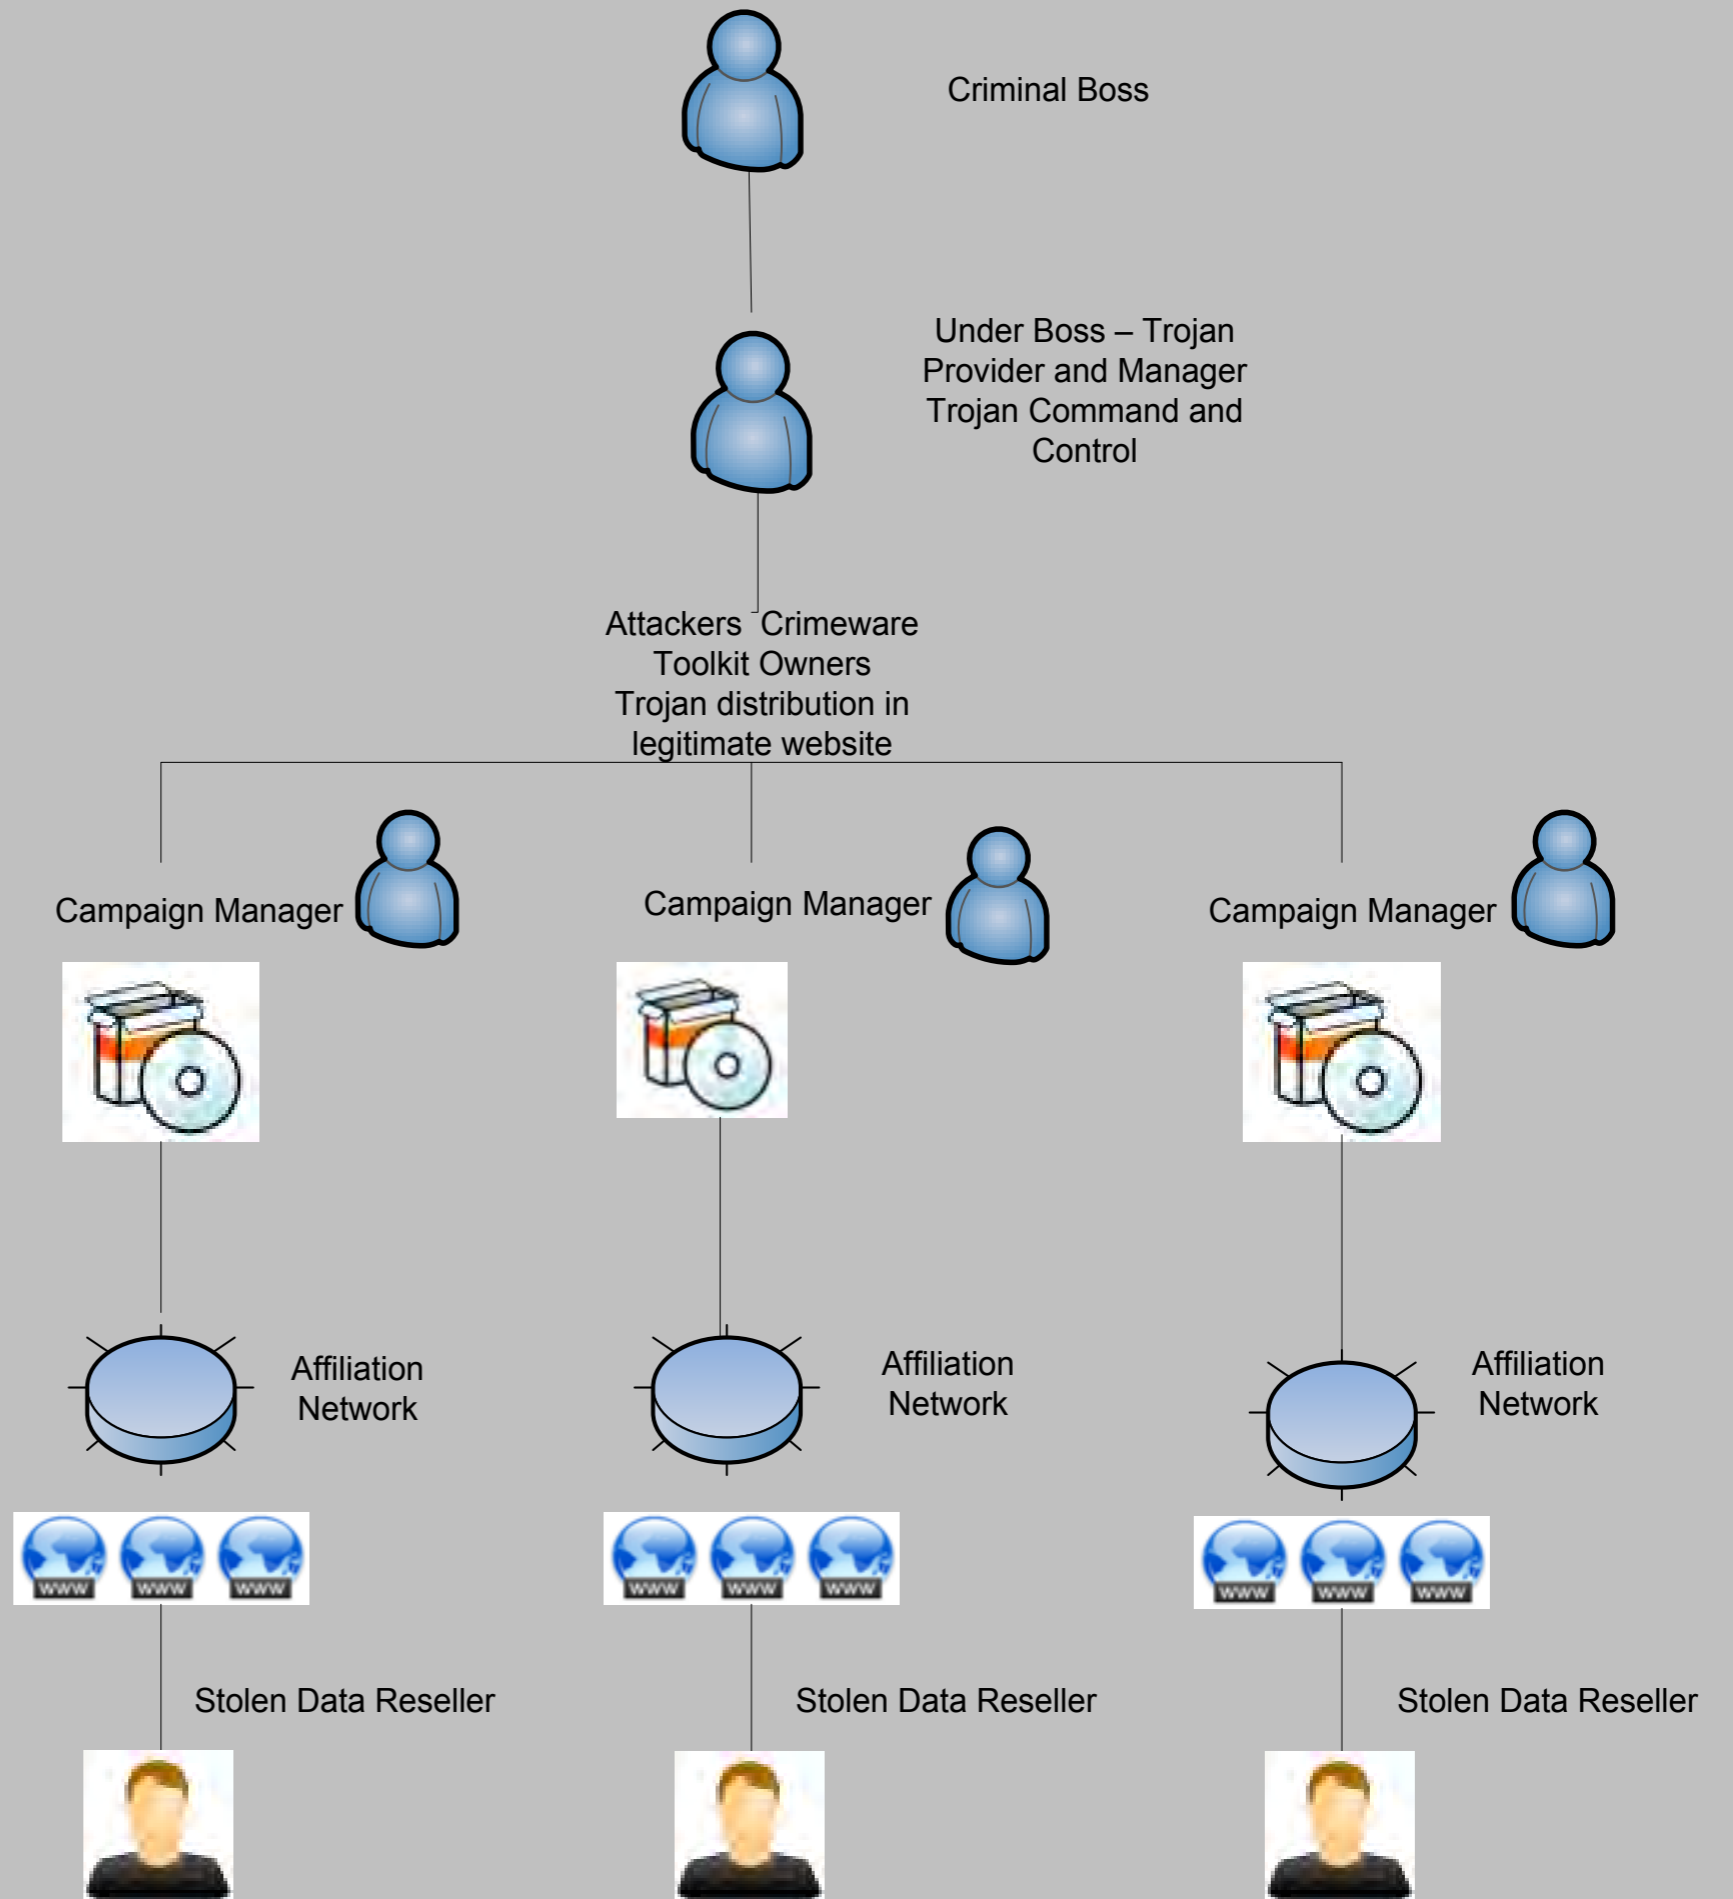 Criminal Boss
Under Boss – Trojan
Provider and Manager
Trojan Command and
Control
Attackers Crimeware
Toolkit Owners
Trojan distribution in
legitimate website
Campaign Manager
Campaign Manager
Campaign Manager
Affiliation
Network
Affiliation
Network
Affiliation
Network
www www www
www www www
www www www
Stolen Data Reseller
Stolen Data Reseller
Stolen Data Reseller